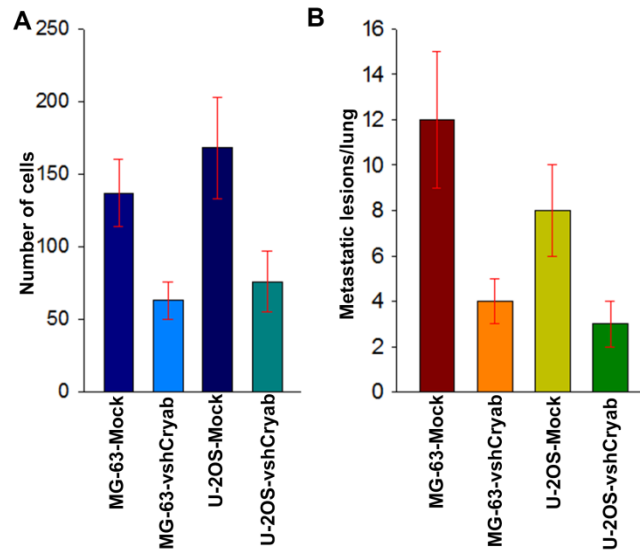 A
Number of cells
250
200
150
100
50
0
MG-63-Mock
MG-63-vshCryab
U-2OS-Mock
U-2OS-vshCryab
B
Metastatic lesions/lung
16
14
12
10
8
6
4
2
0
MG-63-Mock
MG-63-vshCryab
U-2OS-Mock
U-2OS-vshCryab